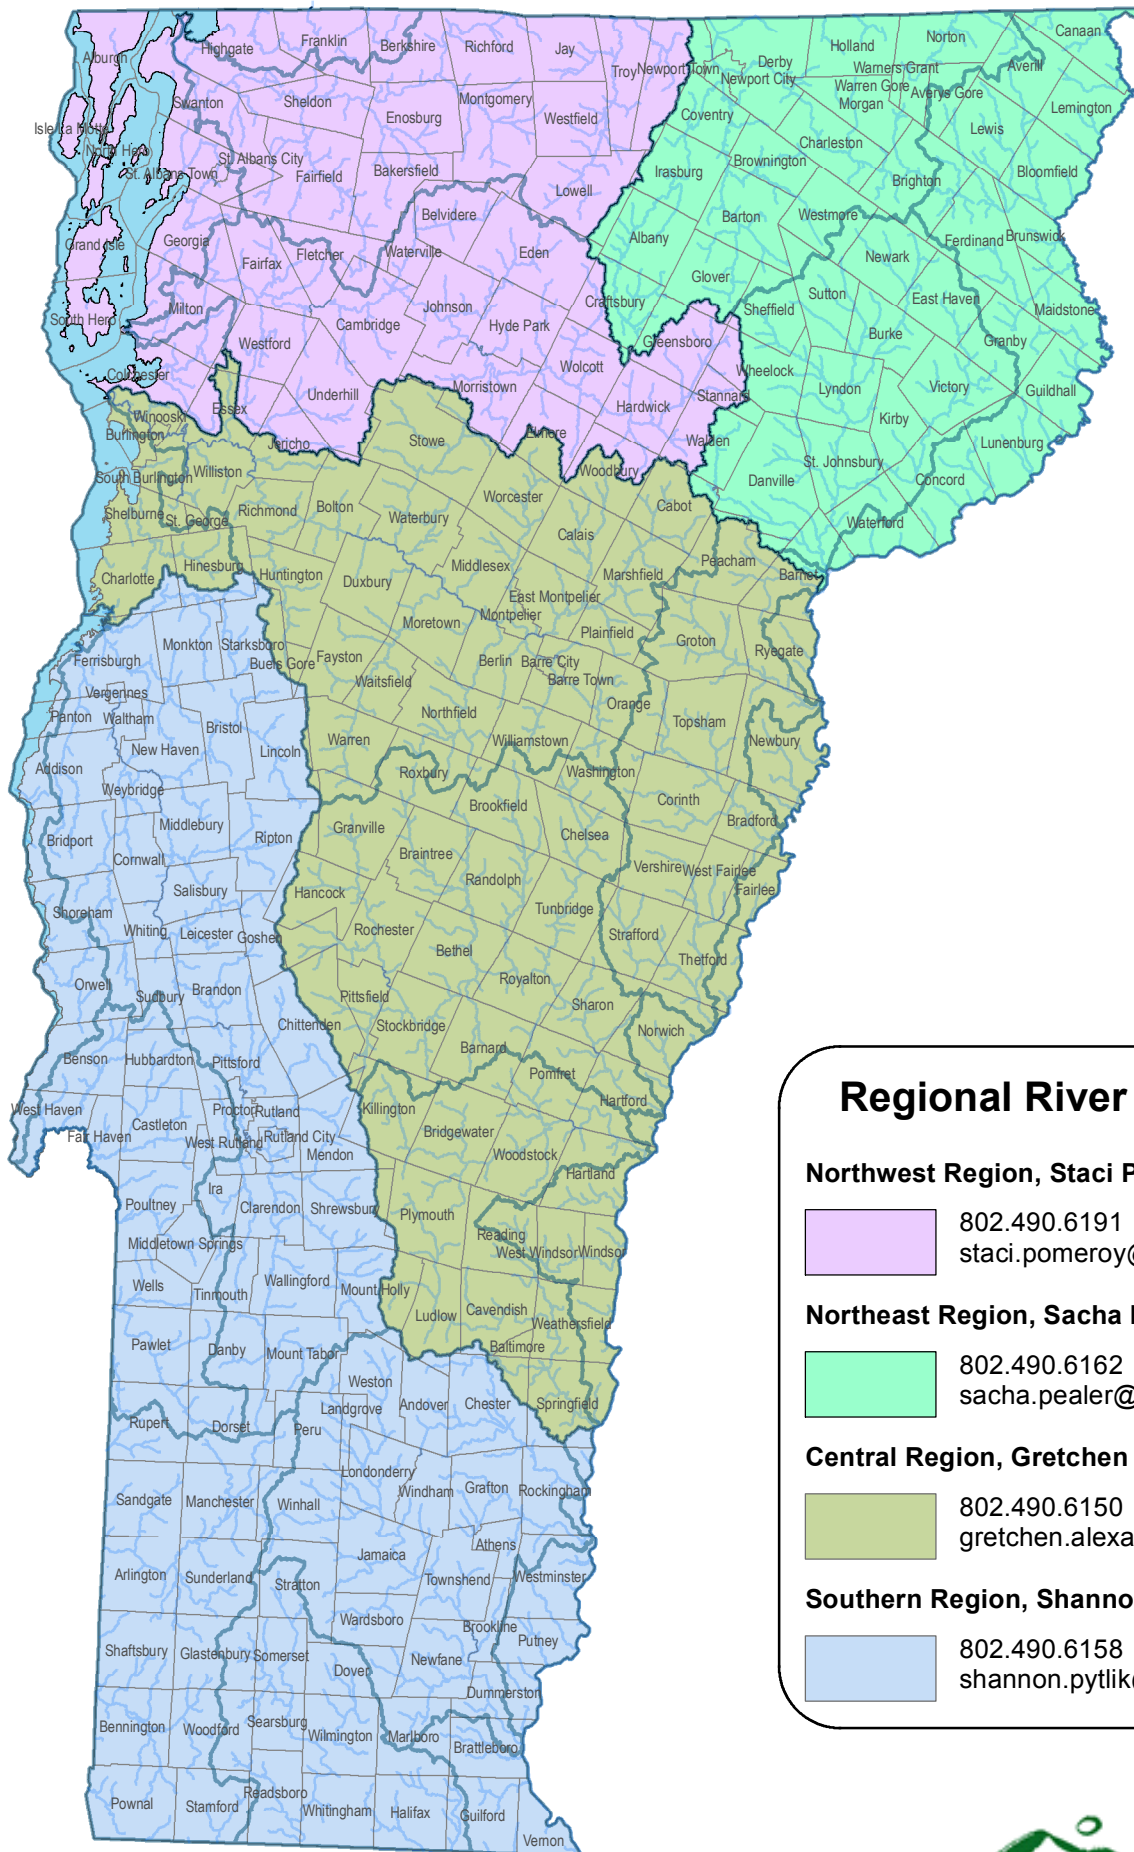 Alburgh
Highgate
Franklin
Berkshire
Richford
Jay
Troy
Newport Town
Derby
Newport City
Holland
Norton
Canaan
Warners Grant
Averill
Warren Gore
Averys Gore
Morgan
Lemington
Swanton
Sheldon
Enosburg
Montgomery
Westfield
Coventry
Charleston
Lewis
Isle La Motte
North Hero
St. Albans City
St. Albans Town
Fairfield
Bakersfield
Lowell
Irasburg
Brownington
Brighton
Bloomfield
Belvidere
Barton
Westmore
Grand Isle
Georgia
Fairfax
Fletcher
Waterville
Eden
Albany
Newark
Ferdinand
Brunswick
Glover
South Hero
Milton
Cambridge
Johnson
Hyde Park
Craftsbury
Sheffield
Sutton
East Haven
Maidstone
Westford
Greensboro
Burke
Granby
Colchester
Underhill
Morristown
Wolcott
Stannard
Wheelock
Lyndon
Victory
Guildhall
Winooski
Essex
Hardwick
Kirby
Burlington
Jericho
Stowe
Elmore
Walden
Lunenburg
South Burlington
Williston
Woodbury
Danville
St. Johnsbury
Concord
Shelburne
St. George
Richmond
Bolton
Waterbury
Worcester
Calais
Cabot
Waterford
Charlotte
Hinesburg
Huntington
Duxbury
Middlesex
Marshfield
Peacham
Barnet
East Montpelier
Montpelier
Moretown
Plainfield
Groton
Ryegate
Ferrisburgh
Monkton
Starksboro
Buels Gore
Fayston
Berlin
Barre City
Barre Town
Waitsfield
Vergennes
Panton
Waltham
Bristol
Northfield
Orange
Topsham
New Haven
Lincoln
Warren
Williamstown
Newbury
Addison
Weybridge
Roxbury
Washington
Brookfield
Corinth
Bradford
Bridport
Middlebury
Ripton
Granville
Chelsea
Cornwall
Braintree
Randolph
Vershire
West Fairlee
Fairlee
Salisbury
Hancock
Tunbridge
Shoreham
Whiting
Leicester
Goshen
Rochester
Bethel
Strafford
Thetford
Orwell
Sudbury
Brandon
Pittsfield
Royalton
Sharon
Chittenden
Stockbridge
Norwich
Benson
Hubbardton
Pittsford
Barnard
Pomfret
West Haven
Proctor
Rutland
Killington
Hartford
Fair Haven
Castleton
West Rutland
Rutland City
Mendon
Bridgewater
Woodstock
Hartland
Poultney
Ira
Clarendon
Shrewsbury
Plymouth
Reading
Middletown Springs
West Windsor
Windsor
Wells
Tinmouth
Wallingford
Mount Holly
Ludlow
Cavendish
Weathersfield
Pawlet
Danby
Mount Tabor
Baltimore
Weston
Landgrove
Andover
Chester
Springfield
Rupert
Dorset
Peru
Londonderry
Windham
Grafton
Rockingham
Sandgate
Manchester
Winhall
Jamaica
Athens
Arlington
Sunderland
Stratton
Townshend
Westminster
Wardsboro
Brookline
Putney
Shaftsbury
Glastenbury
Somerset
Dover
Newfane
Dummerston
Bennington
Woodford
Searsburg
Wilmington
Marlboro
Brattleboro
Pownal
Stamford
Readsboro
Whitingham
Halifax
Guilford
Vernon
Regional River
Northwest Region, Staci P
802.490.6191
staci.pomeroy@
Northeast Region, Sacha
802.490.6162
sacha.pealer@
Central Region, Gretchen
802.490.6150
gretchen.alexa
Southern Region, Shanno
802.490.6158
shannon.pytlik